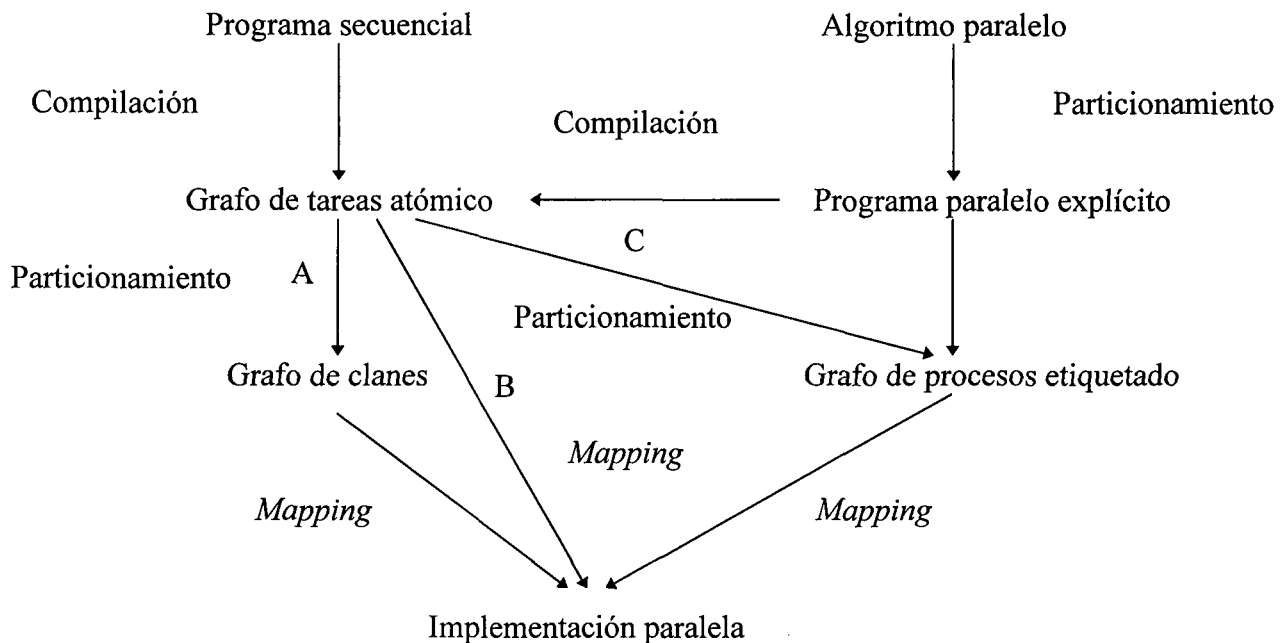 Programa secuencial
Algoritmo paralelo
Compilación
Particionamiento
Compilación
Grafo de tareas atómico
Programa paralelo explícito
C
Particionamiento
A
Particionamiento
Grafo de clanes
B
Grafo de procesos etiquetado
Mapping
Mapping
Mapping
Implementación paralela